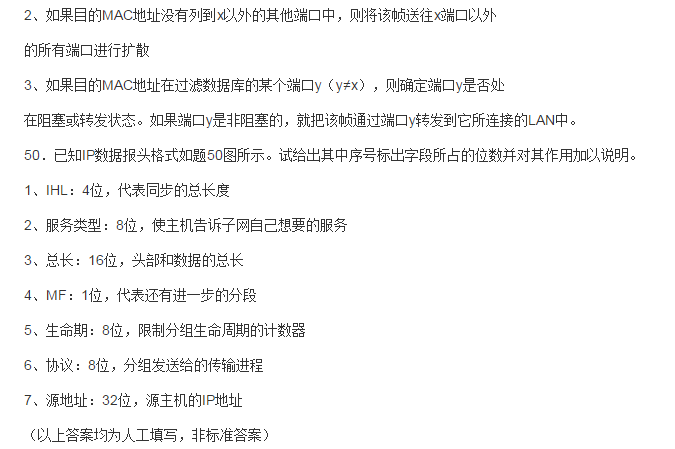 2、如果目的MAC地址没有列到x以外的其他端口中，则将该帧送往x端口以外
的所有端口进行扩散
3、如果目的MAC地址在过滤数据库的某个端口y（y≠x），则确定端口y是否处
在阻塞或转发状态。如果端口y是非阻塞的，就把该帧通过端口y转发到它所连接的LAN中。
50．已知IP数据报头格式如题50图所示。试给出其中序号标出字段所占的位数并对其作用加以说明。
1、IHL：4位，代表同步的总长度
2、服务类型：8位，使主机告诉子网自己想要的服务
3、总长：16位，头部和数据的总长
4、MF：1位，代表还有进一步的分段
5、生命期：8位，限制分组生命周期的计数器
6、协议：8位，分组发送给的传输进程
7、源地址：32位，源主机的IP地址
（以上答案均为人工填写，非标准答案）